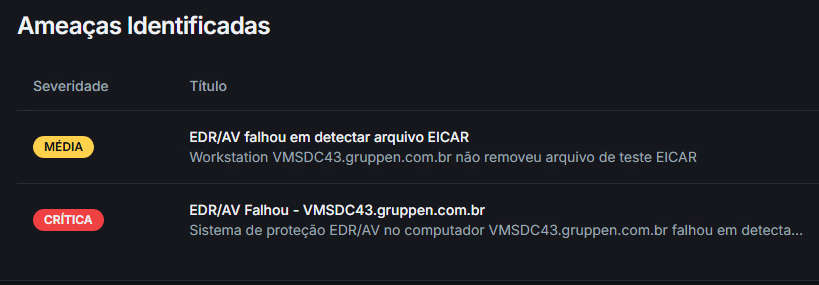 Ameaças Identificadas
Severidade Título
EDR/AV falhou em detectar arquivo EICAR
MÉDIA
Workstation VMSDC43.gruppen.com.br não removeu arquivo de teste EICAR
EDR/AV Falhou - VMSDC43.gruppen.com.br
CRÍTICA
Sistema de proteção EDR/AV no computador VMSDC43.gruppen.com.br falhou em detecta...